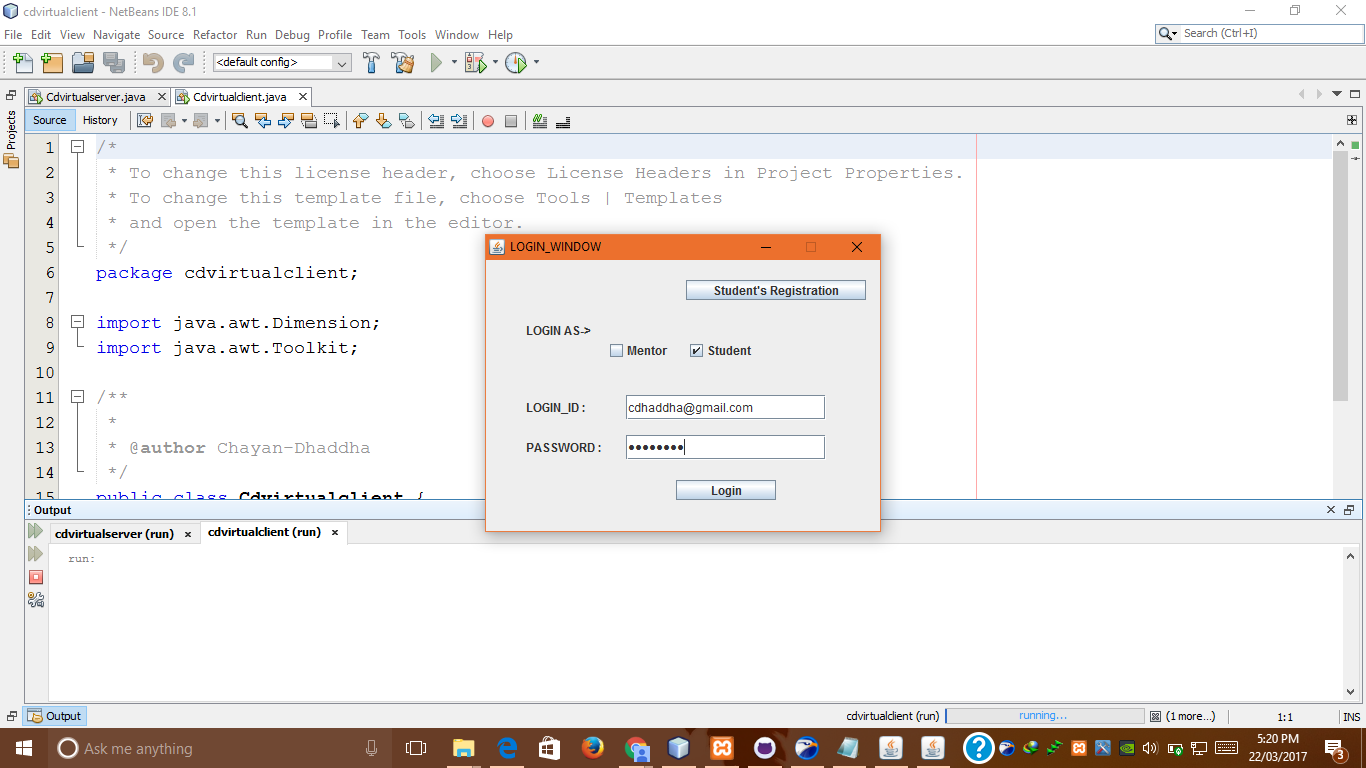 cdvirtualclient - NetBeans IDE 8.1
File Edit View Navigate Source Refactor Run Debug Profile Team Tools Window Help
Search (Ctrl+I)
<default config>
Projects
Cdvirtualserver.java
Cdvirtualclient.java
Source History
1 /*
2 * To change this license header, choose License Headers in Project Properties.
3 * To change this template file, choose Tools | Templates
4 * and open the template in the editor.
5 */
6 package cdvirtualclient;
7
8 import java.awt.Dimension;
9 import java.awt.Toolkit;
10
11 /**
12 *
13 * @author Chayan-Dhaddha
14 */
15 public class Cdvirtualclient {
LOGIN_WINDOW
Student's Registration
LOGIN AS->
Mentor Student
LOGIN_ID : cdhaddha@gmail.com
PASSWORD : ••••••••
Login
Output
cdvirtualserver (run) cdvirtualclient (run)
run:
Output
cdvirtualclient (run) running... (1 more...) 1:1 INS
Ask me anything
5:20 PM
22/03/2017
3